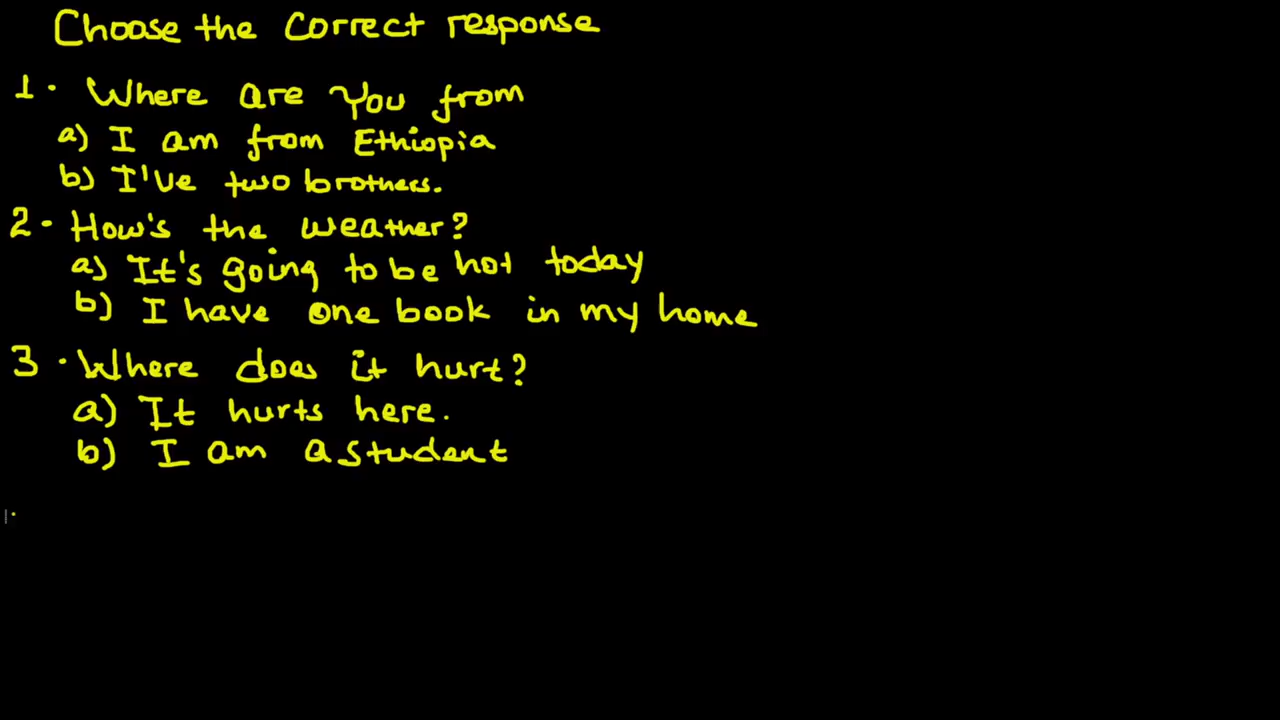 Choose the correct response
1. Where are you from
a) I am from Ethiopia
b) I've two brothers.
2. How's the weather?
a) It's going to be hot today
b) I have one book in my home
3. Where does it hurt?
a) It hurts here.
b) I am a student